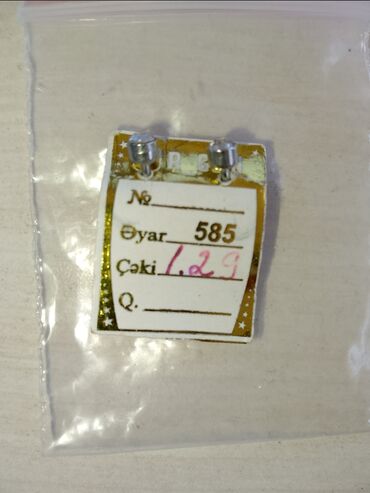 №
Əyar 585
Çəki 1.29
Q.